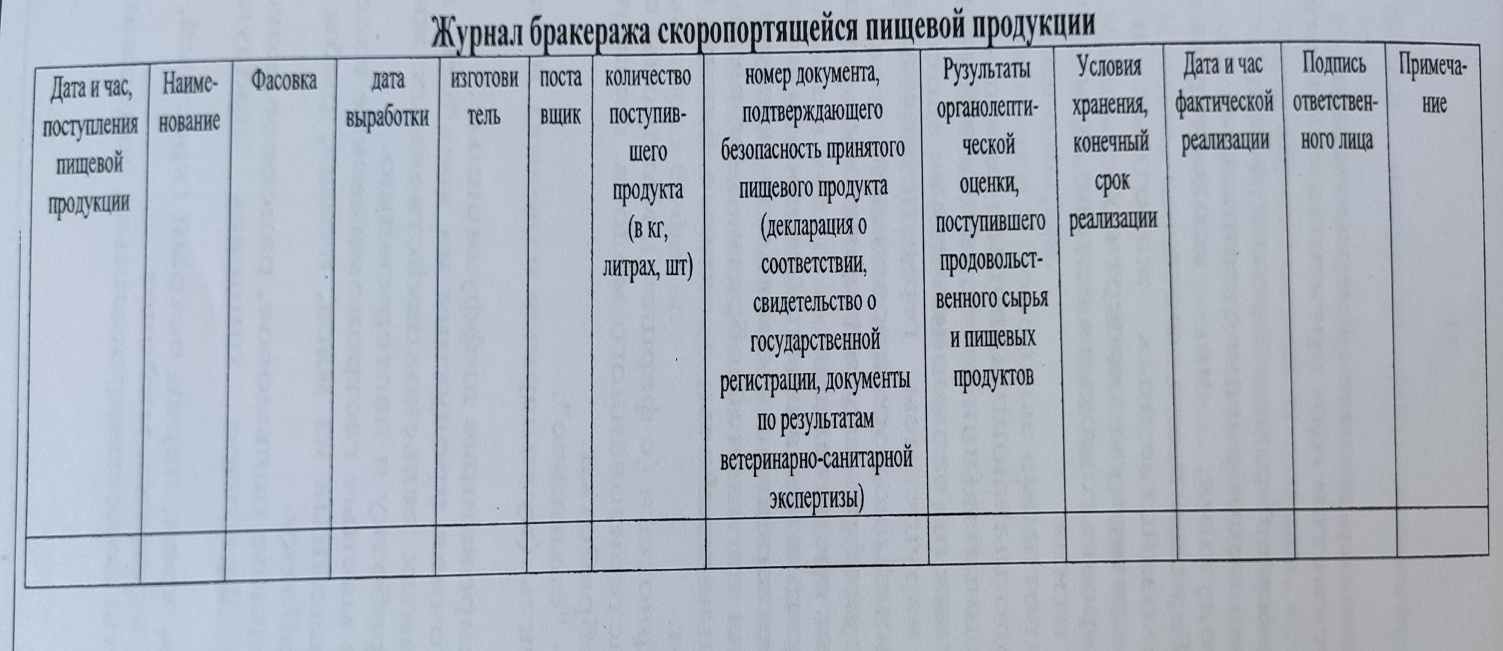 Журнал бракеража скоропортящейся пищевой продукции
Дата и час,
поступления
пищевой
продукции
Наиме-
нование
Фасовка
дата
выработки
изготови
тель
поста
вщик
количество
поступив-
шего
продукта
(в кг,
литрах, шт)
номер документа,
подтверждающего
безопасность принятого
пищевого продукта
(декларация о
соответствии,
свидетельство о
государственной
регистрации, документы
по результатам
ветеринарно-санитарной
экспертизы)
Рузультаты
органолепти-
ческой
оценки,
поступившего
продовольст-
венного сырья
и пищевых
продуктов
Условия
хранения,
конечный
срок
реализации
Дата и час
фактической
реализации
Подпись
ответствен-
ного лица
Примеча-
ние